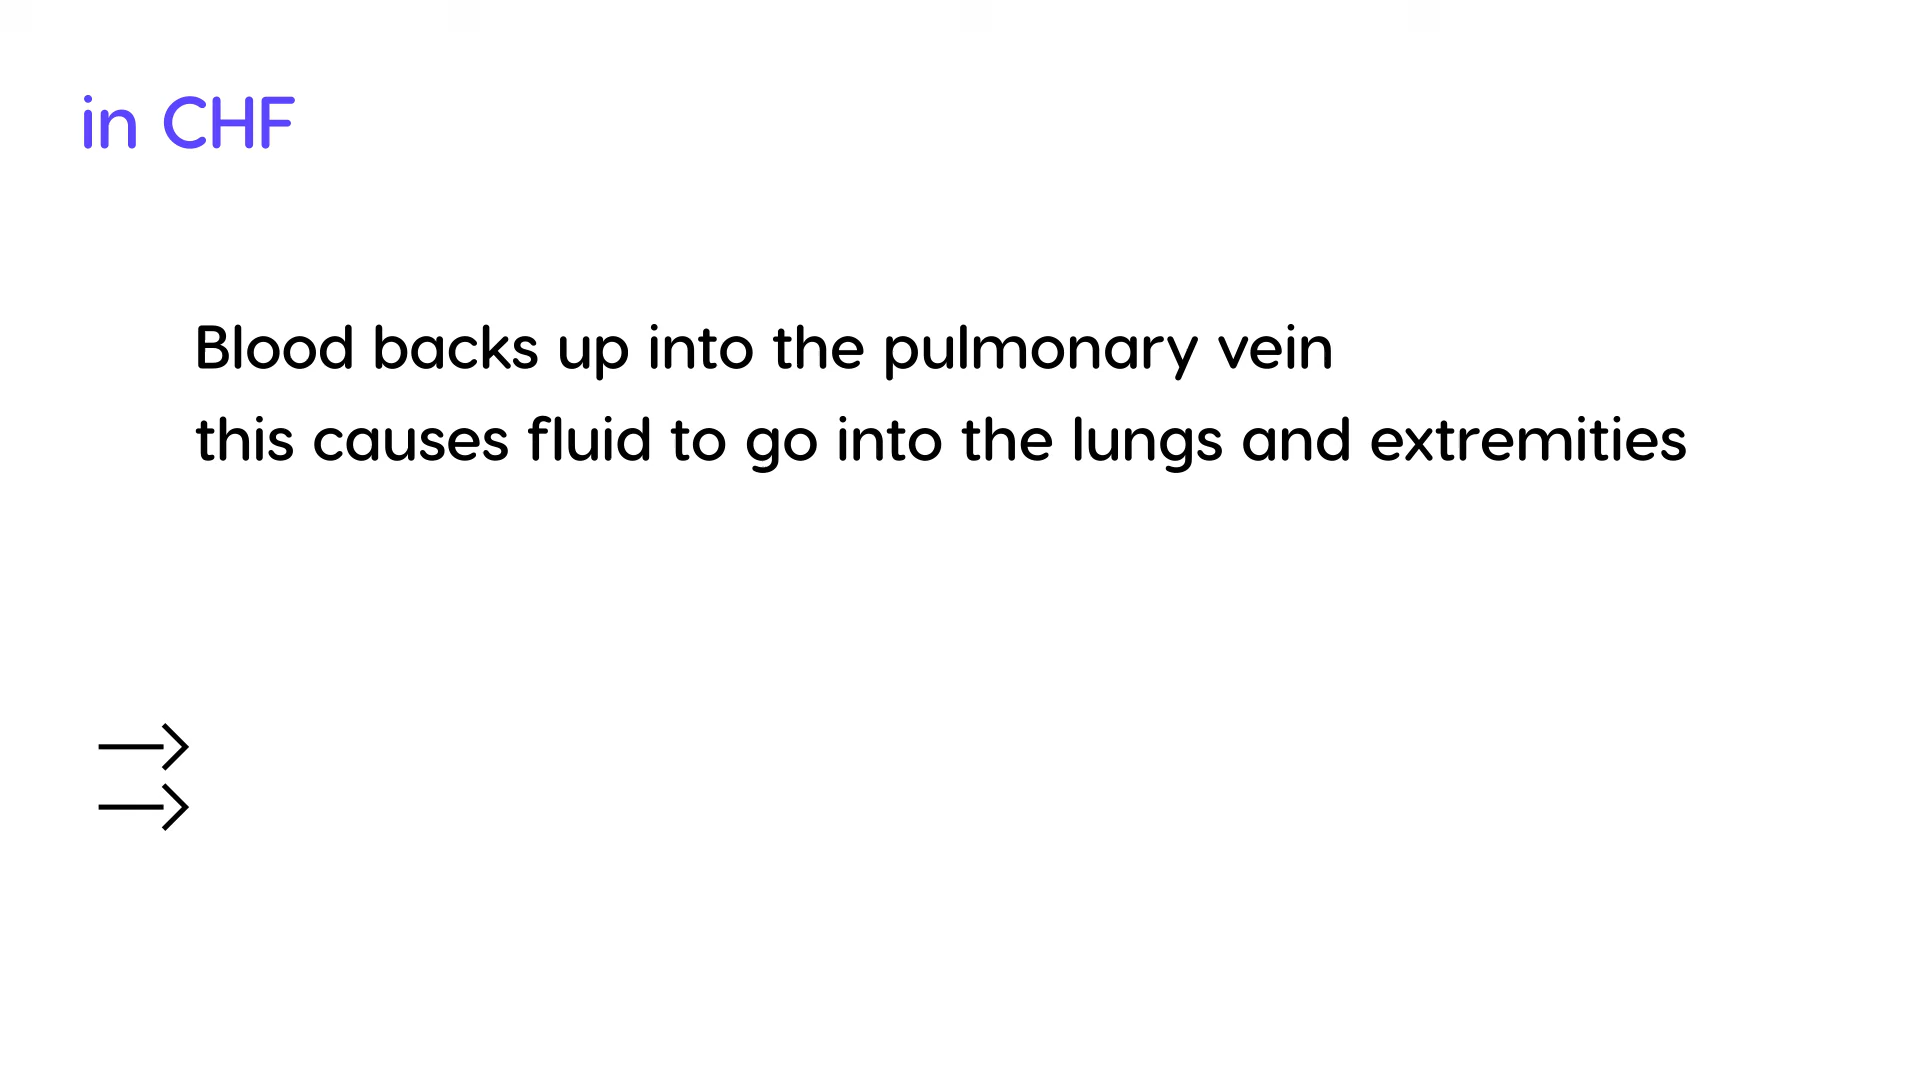 in CHF
Blood backs up into the pulmonary vein
this causes fluid to go into the lungs and extremities